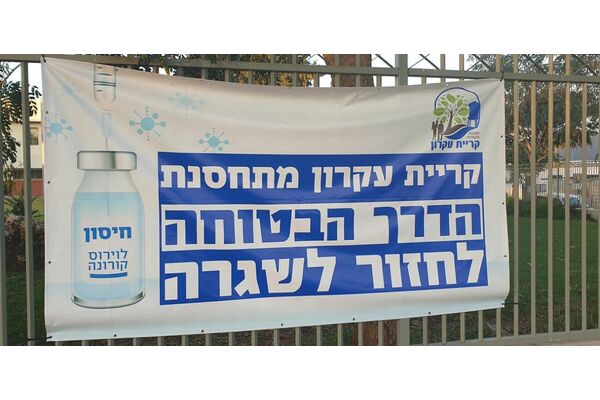 קריית עקרון
קריית עקרון מתחסנת
הדרך הבטוחה
לחזור לשגרה
חיסון
לוירוס
קורונה